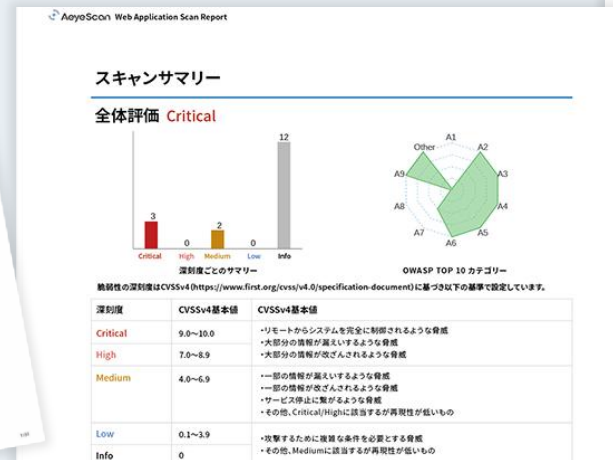 AeyeScan Web Application Scan Report
スキャンサマリー
全体評価 Critical
3
0
2
0
12
Critical
High
Medium
Low
Info
深刻度ごとのサマリー
A1
A2
A3
A4
A5
A6
A7
A8
A9
Other
OWASP TOP 10 カテゴリー
脆弱性の深刻度はCVSSv4(https://www.first.org/cvss/v4.0/specification-document)に基づき以下の基準で設定しています。
深刻度 CVSSv4基本値 CVSSv4基本値
Critical 9.0〜10.0
・リモートからシステムを完全に制御されるような脅威
・大部分の情報が漏えいするような脅威
High 7.0〜8.9
・大部分の情報が改ざんされるような脅威
Medium 4.0〜6.9
・一部の情報が漏えいするような脅威
・一部の情報が改ざんされるような脅威
・サービス停止に繋がるような脅威
・その他、Critical/Highに該当するが再現性が低いもの
Low 0.1〜3.9
・攻撃するために複雑な条件を必要とする脅威
・その他、Mediumに該当するが再現性が低いもの
Info 0